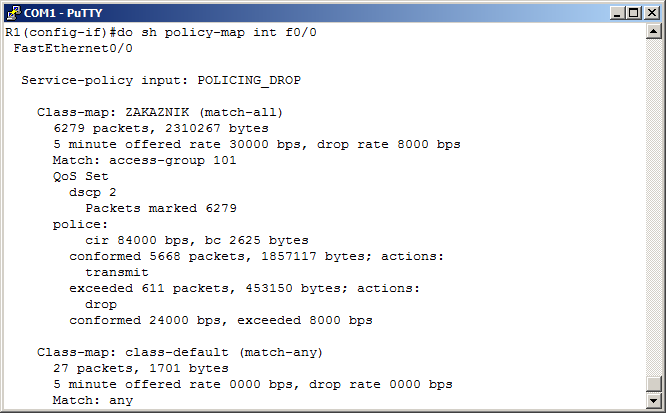 COM1 - PuTTY
R1(config-if)#do sh policy-map int f0/0
FastEthernet0/0
Service-policy input: POLICING_DROP
Class-map: ZAKAZNIK (match-all)
6279 packets, 2310267 bytes
5 minute offered rate 30000 bps, drop rate 8000 bps
Match: access-group 101
QoS Set
dscp 2
Packets marked 6279
police:
cir 84000 bps, bc 2625 bytes
conformed 5668 packets, 1857117 bytes; actions:
transmit
exceeded 611 packets, 453150 bytes; actions:
drop
conformed 24000 bps, exceeded 8000 bps
Class-map: class-default (match-any)
27 packets, 1701 bytes
5 minute offered rate 0000 bps, drop rate 0000 bps
Match: any